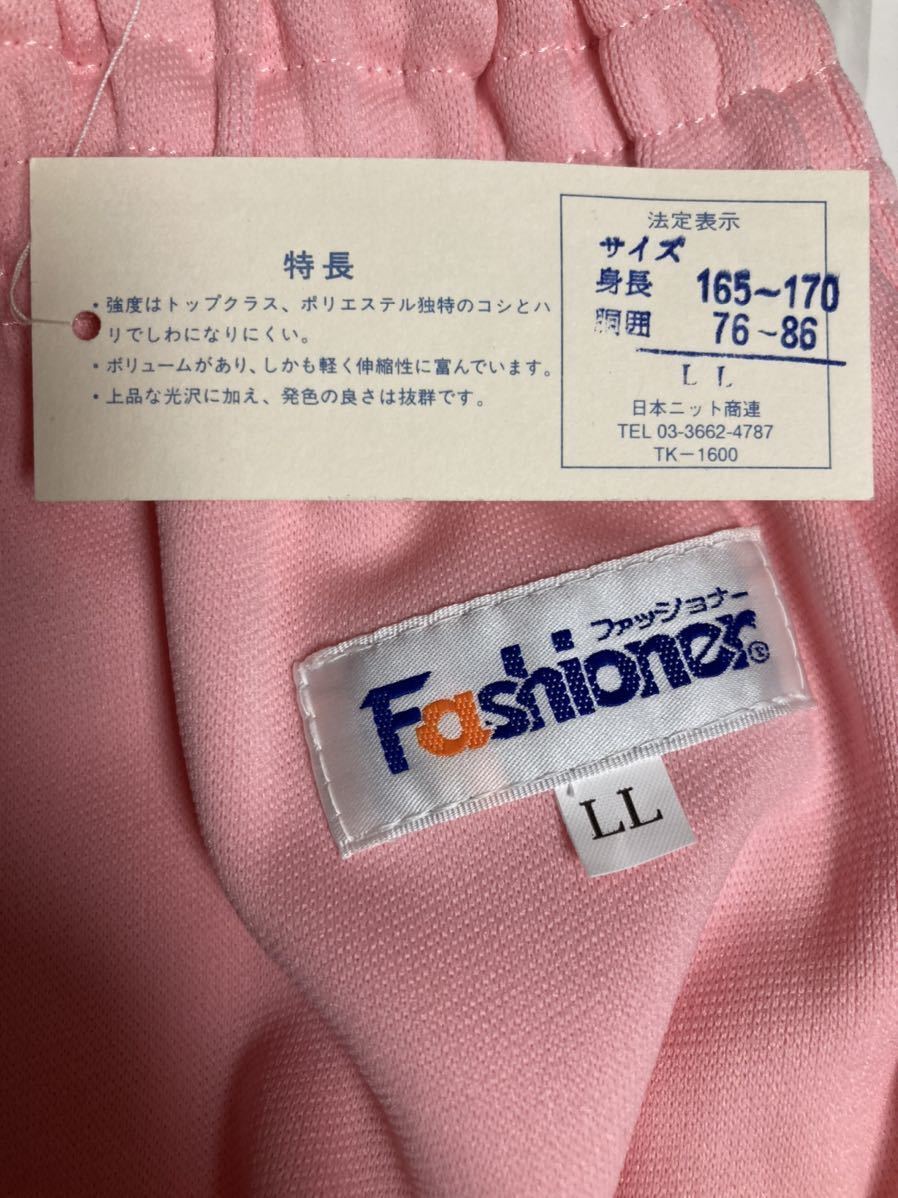 特長
・強度はトップクラス、ポリエステル独特のコシとハ
リでしわになりにくい。
・ボリュームがあり、しかも軽く伸縮性に富んでいます。
・上品な光沢に加え、発色の良さは抜群です。
法定表示
サイズ
身長 165~170
胴囲 76~86
LL
日本ニット商連
TEL 03-3662-4787
TK-1600
ファッショナー
Fashioner®
LL